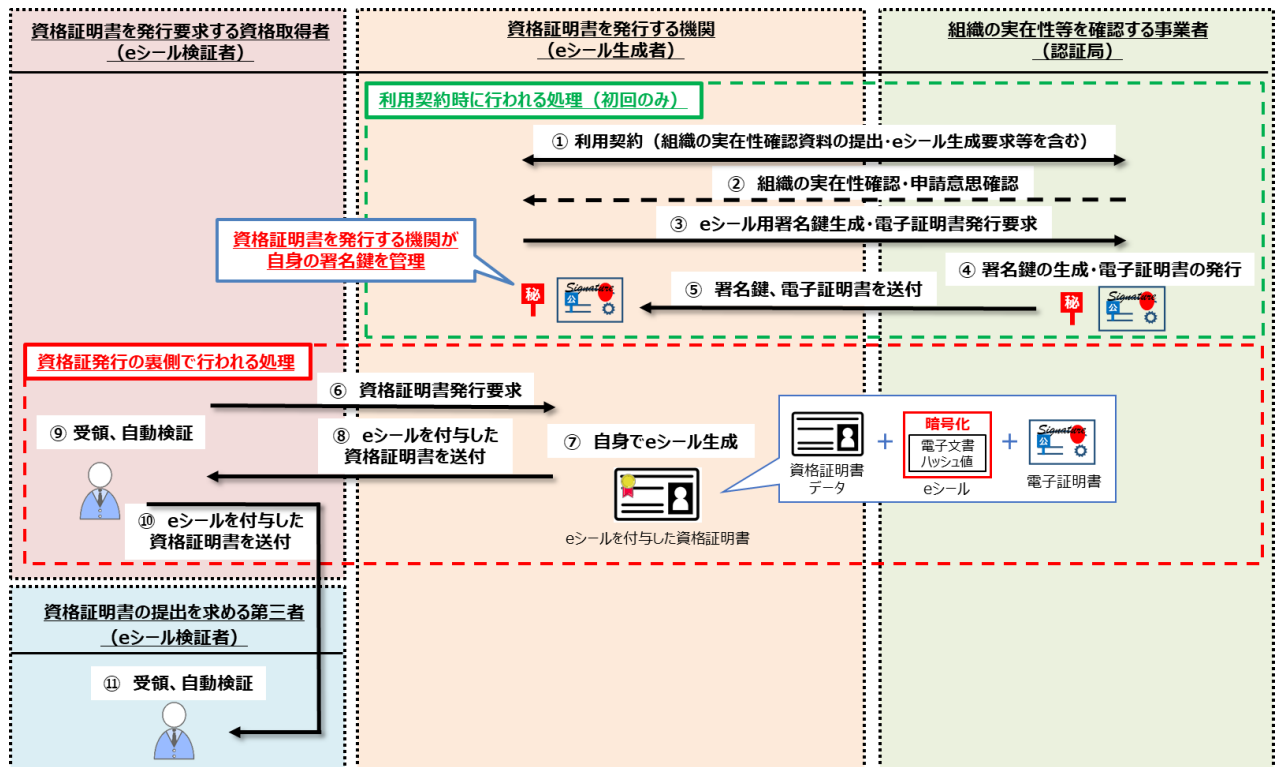 資格証明書を発行要求する資格取得者
（eシール検証者）
資格証明書を発行する機関
（eシール生成者）
組織の実在性等を確認する事業者
（認証局）
利用契約時に行われる処理（初回のみ）
① 利用契約（組織の実在性確認資料の提出・eシール生成要求等を含む）
② 組織の実在性確認・申請意思確認
③ eシール用署名鍵生成・電子証明書発行要求
資格証明書を発行する機関が
自身の署名鍵を管理
④ 署名鍵の生成・電子証明書の発行
⑤ 署名鍵、電子証明書を送付
秘
Signature
公
秘
Signature
公
資格証発行の裏側で行われる処理
⑥ 資格証明書発行要求
⑨ 受領、自動検証
⑧ eシールを付与した
資格証明書を送付
⑦ 自身でeシール生成
資格証明書
データ
+
暗号化
電子文書
ハッシュ値
eシール
+
Signature
公
電子証明書
eシールを付与した資格証明書
⑩ eシールを付与した
資格証明書を送付
資格証明書の提出を求める第三者
（eシール検証者）
⑪ 受領、自動検証